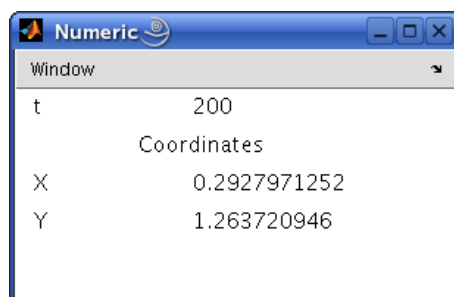 Numeric
Window
t 200
Coordinates
X 0.2927971252
Y 1.263720946